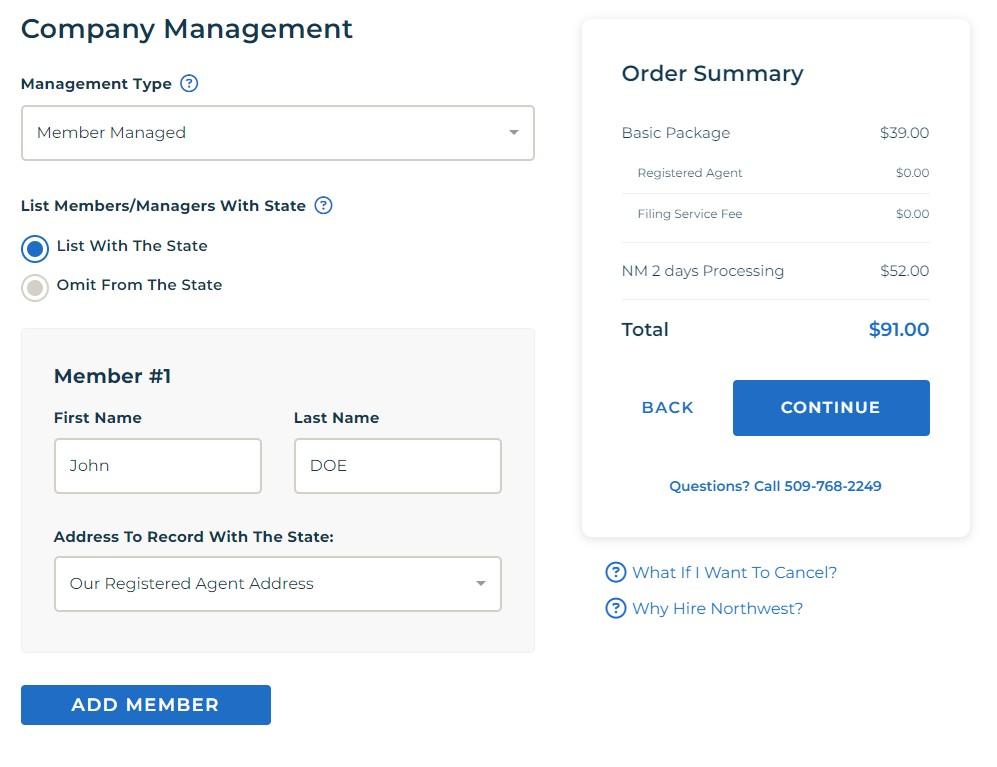 Company Management
Management Type ?
Member Managed
List Members/Managers With State ?
List With The State
Omit From The State
Member #1
First Name
Last Name
John
DOE
Address To Record With The State:
Our Registered Agent Address
ADD MEMBER
Order Summary
Basic Package $39.00
Registered Agent $0.00
Filing Service Fee $0.00
NM 2 days Processing $52.00
Total $91.00
BACK
CONTINUE
Questions? Call 509-768-2249
? What If I Want To Cancel?
? Why Hire Northwest?